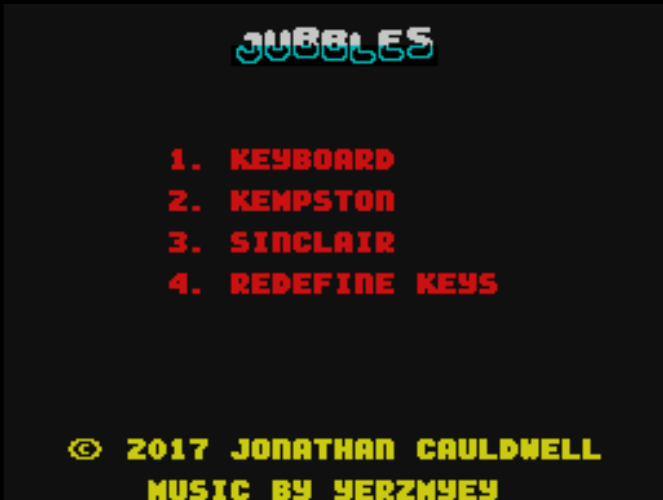 JUBBLES
1. KEYBOARD
2. KEMPSTON
3. SINCLAIR
4. REDEFINE KEYS
© 2017 JONATHAN CAULDWELL
MUSIC BY YERZMYEY